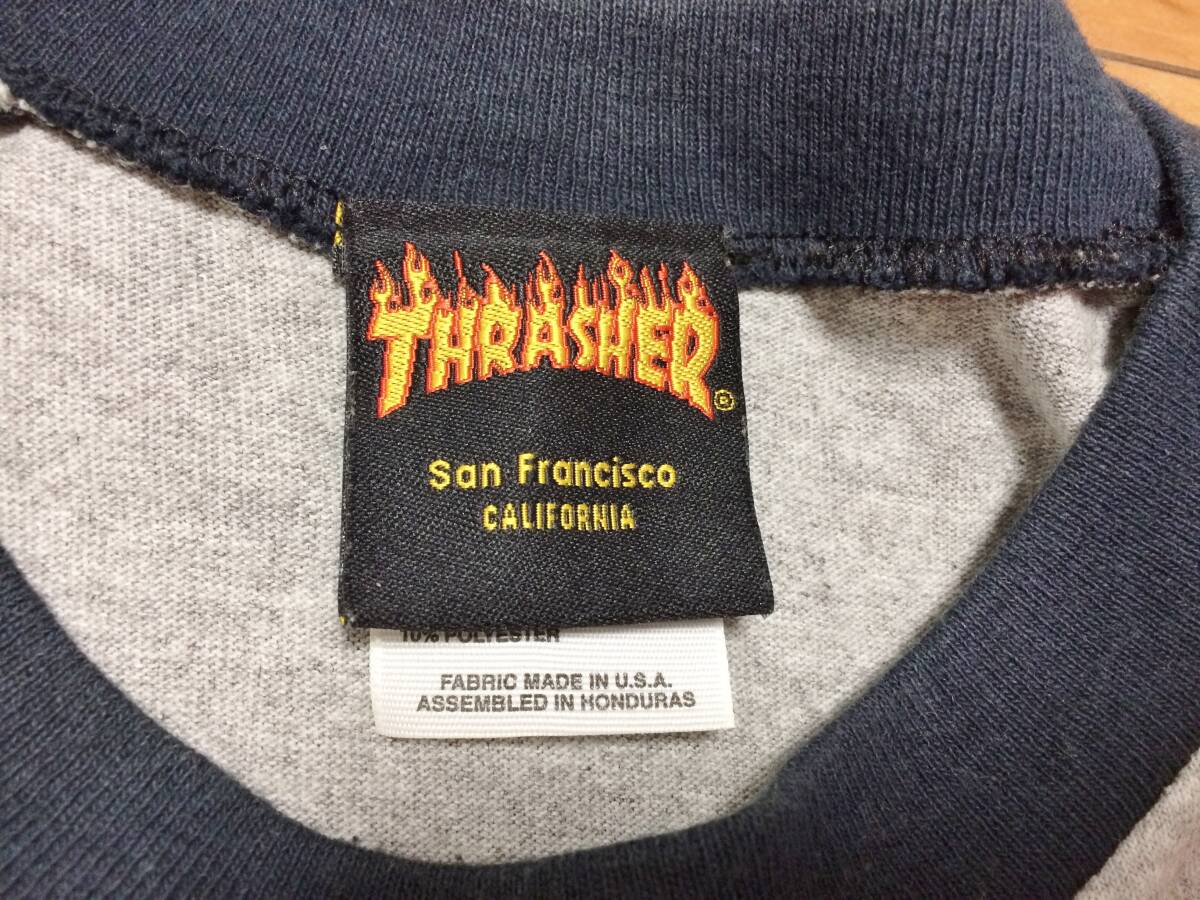 THRASHER®
San Francisco
CALIFORNIA
10% POLYESTER
FABRIC MADE IN U.S.A.
ASSEMBLED IN HONDURAS